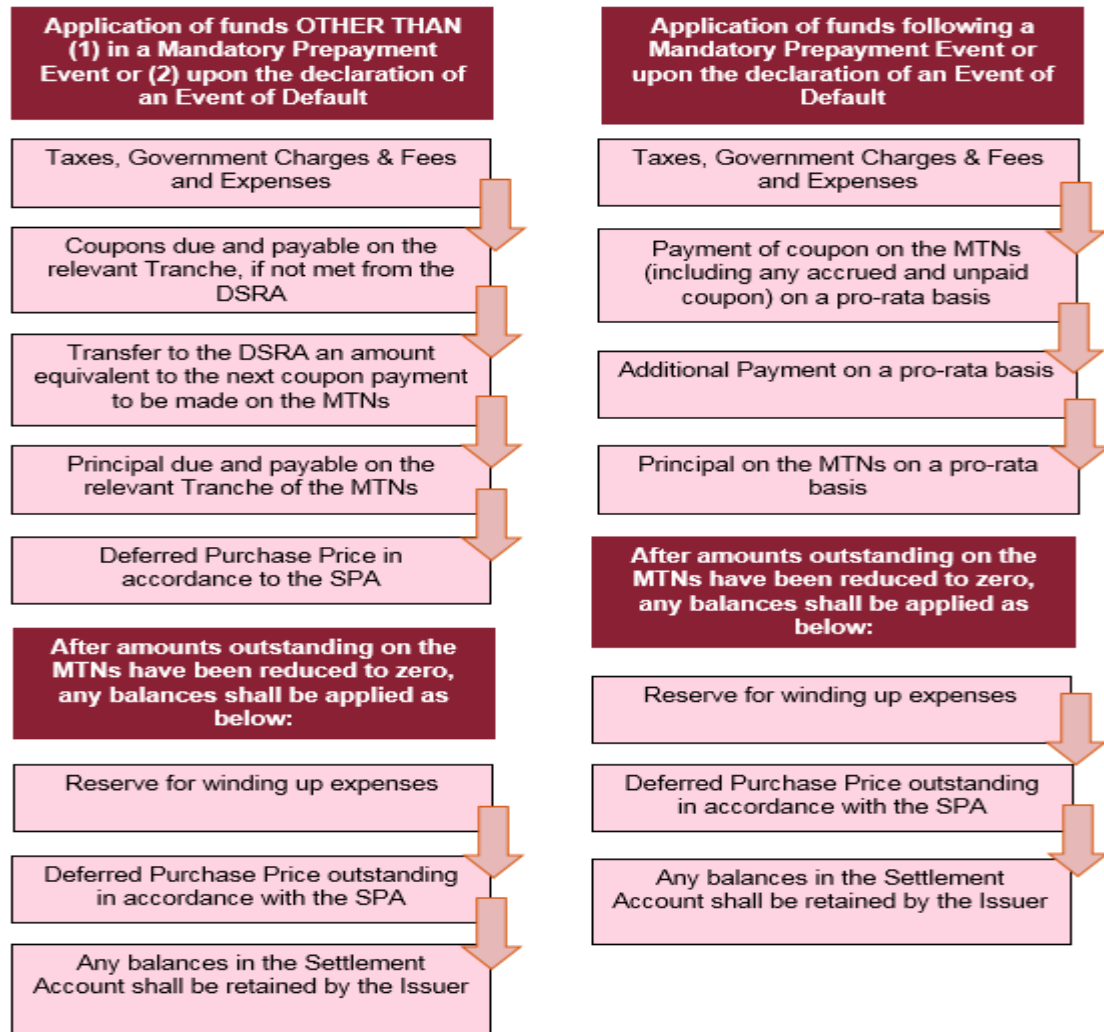 Application of funds OTHER THAN
(1) in a Mandatory Prepayment
Event or (2) upon the declaration of
an Event of Default
Taxes, Government Charges & Fees
and Expenses
Coupons due and payable on the
relevant Tranche, if not met from the
DSRA
Transfer to the DSRA an amount
equivalent to the next coupon payment
to be made on the MTNs
Principal due and payable on the
relevant Tranche of the MTNs
Deferred Purchase Price in
accordance to the SPA
After amounts outstanding on the
MTNs have been reduced to zero,
any balances shall be applied as
below:
Reserve for winding up expenses
Deferred Purchase Price outstanding
in accordance with the SPA
Any balances in the Settlement
Account shall be retained by the Issuer
Application of funds following a
Mandatory Prepayment Event or
upon the declaration of an Event of
Default
Taxes, Government Charges & Fees
and Expenses
Payment of coupon on the MTNs
(including any accrued and unpaid
coupon) on a pro-rata basis
Additional Payment on a pro-rata basis
Principal on the MTNs on a pro-rata
basis
After amounts outstanding on the
MTNs have been reduced to zero,
any balances shall be applied as
below:
Reserve for winding up expenses
Deferred Purchase Price outstanding
in accordance with the SPA
Any balances in the Settlement
Account shall be retained by the Issuer